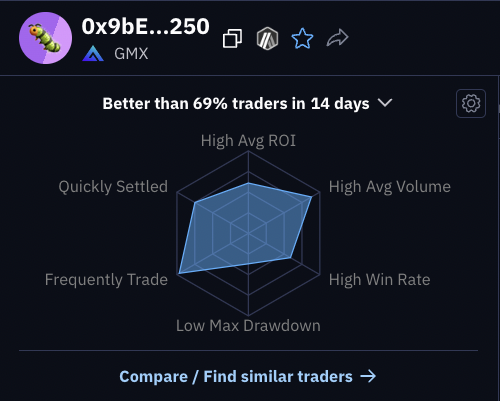 0x9bE...250
GMX
Better than 69% traders in 14 days
High Avg ROI
Quickly Settled
High Avg Volume
Frequently Trade
High Win Rate
Low Max Drawdown
Compare / Find similar traders →